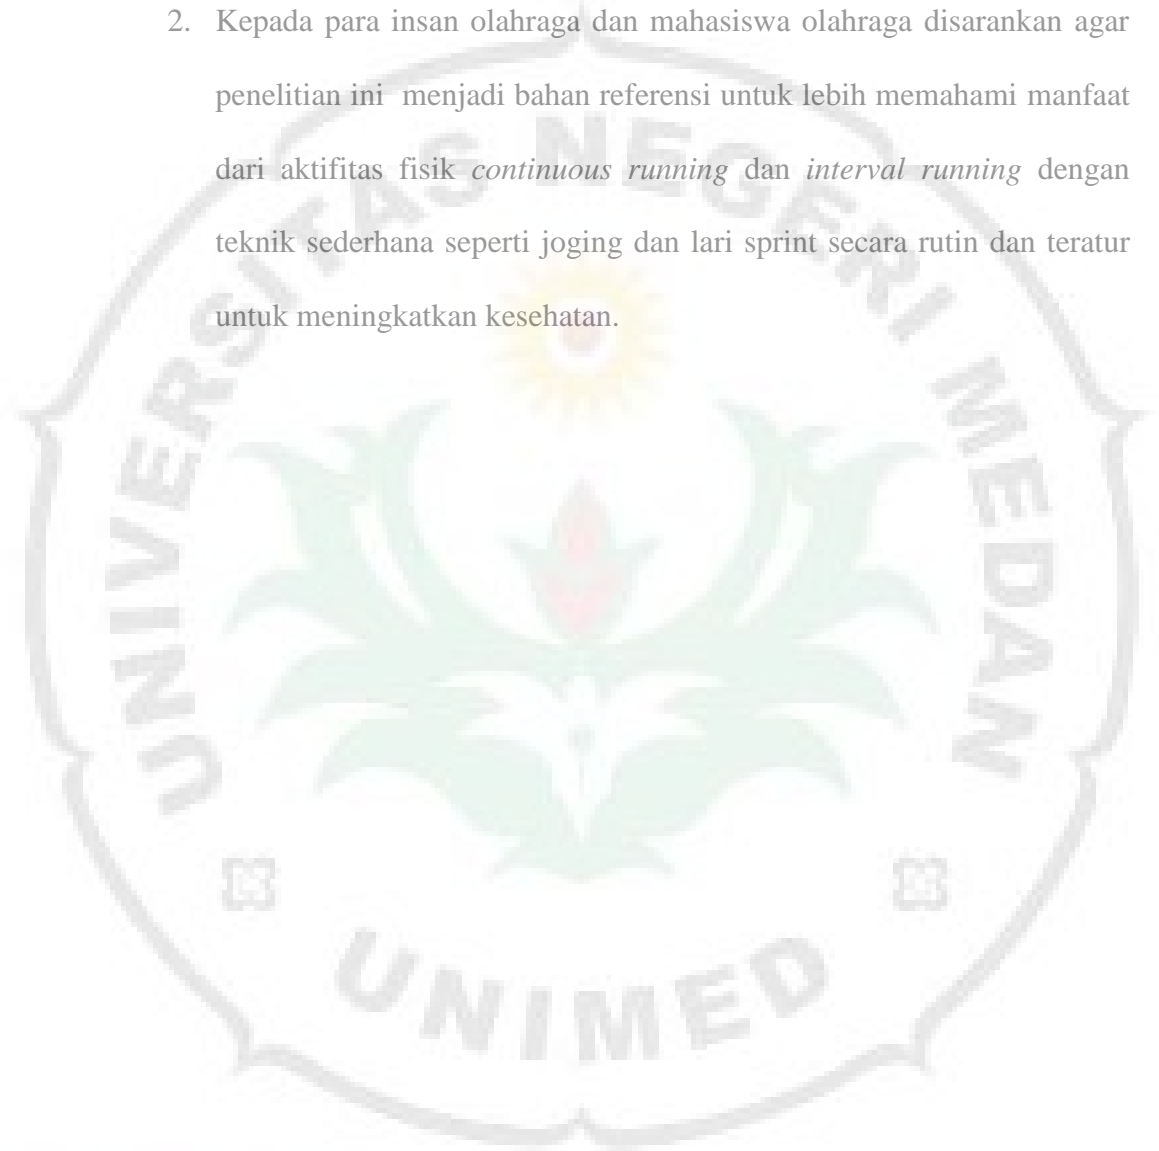 2. Kepada para insan olahraga dan mahasiswa olahraga disarankan agar
penelitian ini menjadi bahan referensi untuk lebih memahami manfaat
dari aktifitas fisik continuous running dan interval running dengan
teknik sederhana seperti joging dan lari sprint secara rutin dan teratur
untuk meningkatkan kesehatan.
UNIVERSITAS NEGERI MEDAN
UNIMED